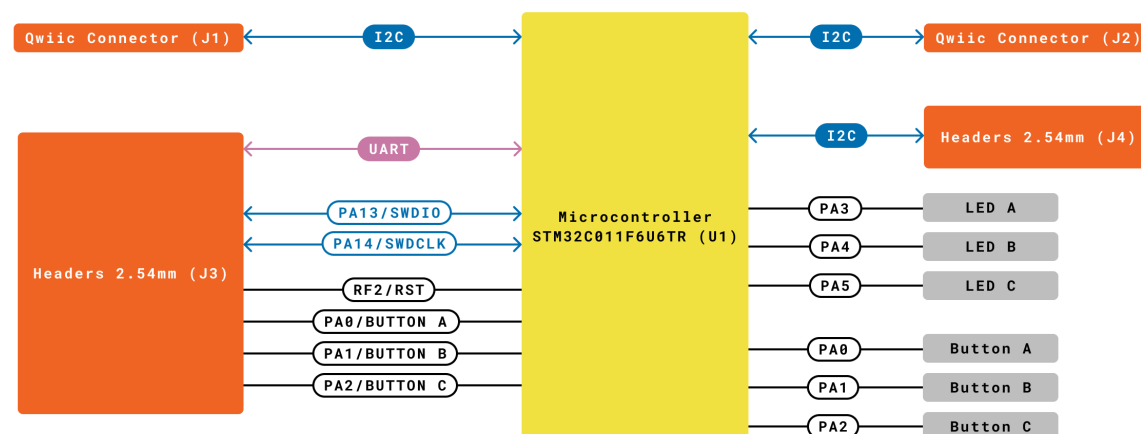 Qwiic Connector (J1)
I2C
I2C
Qwiic Connector (J2)
UART
I2C
Headers 2.54mm (J4)
PA13/SWDIO
PA14/SWDCLK
Headers 2.54mm (J3)
RF2/RST
PA0/BUTTON A
PA1/BUTTON B
PA2/BUTTON C
Microcontroller
STM32C011F6U6TR (U1)
PA3
LED A
PA4
LED B
PA5
LED C
PA0
Button A
PA1
Button B
PA2
Button C